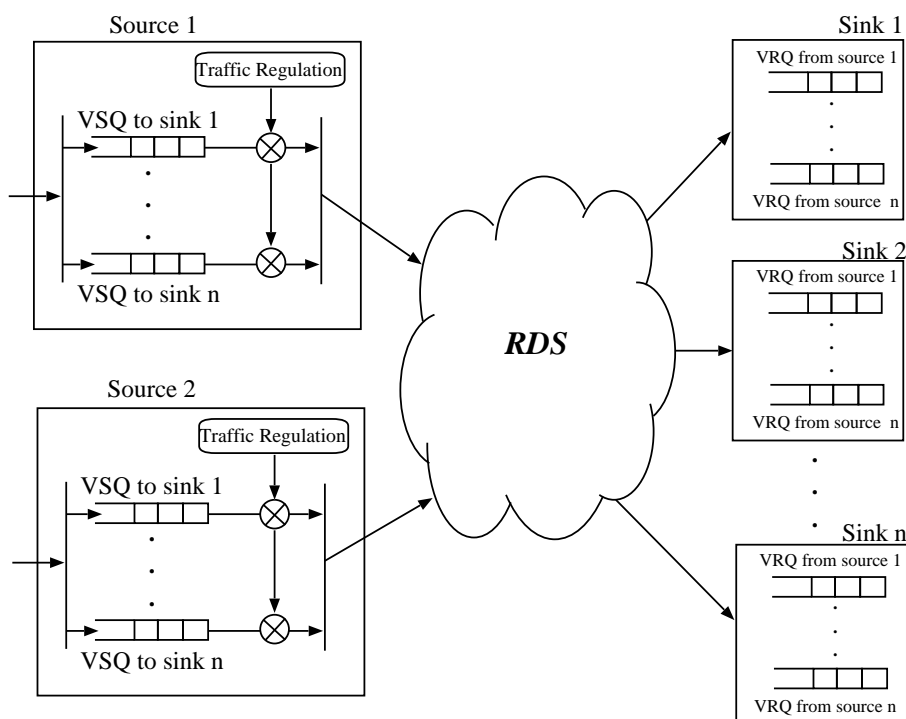 Source 1
Traffic Regulation
VSQ to sink 1
VSQ to sink n
Source 2
Traffic Regulation
VSQ to sink 1
VSQ to sink n
RDS
Sink 1
VRQ from source 1
VRQ from source n
Sink 2
VRQ from source 1
VRQ from source n
Sink n
VRQ from source 1
VRQ from source n